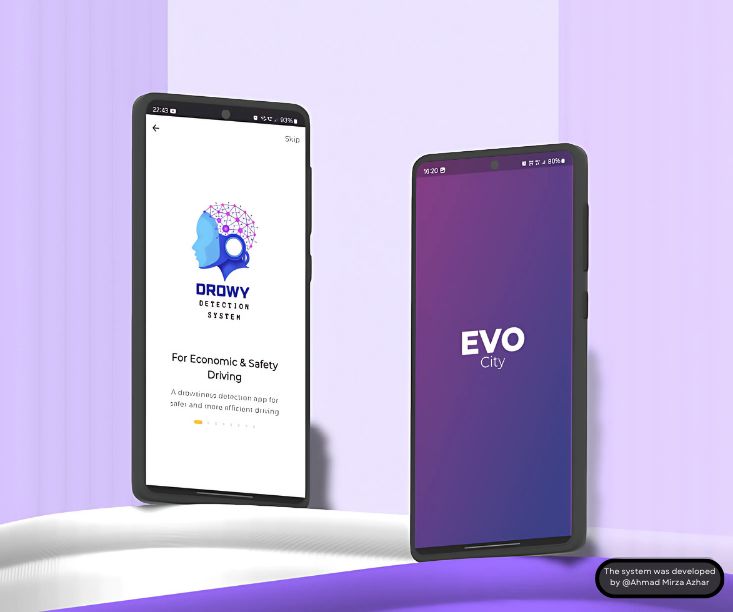 22:43
93%
Skip
DROWY
DETECTION
SYSTEM
For Economic & Safety
Driving
A drowsiness detection app for
safer and more efficient driving
16:20
80%
EVO
City
The system was developed
by @Ahmad Mirza Azhar